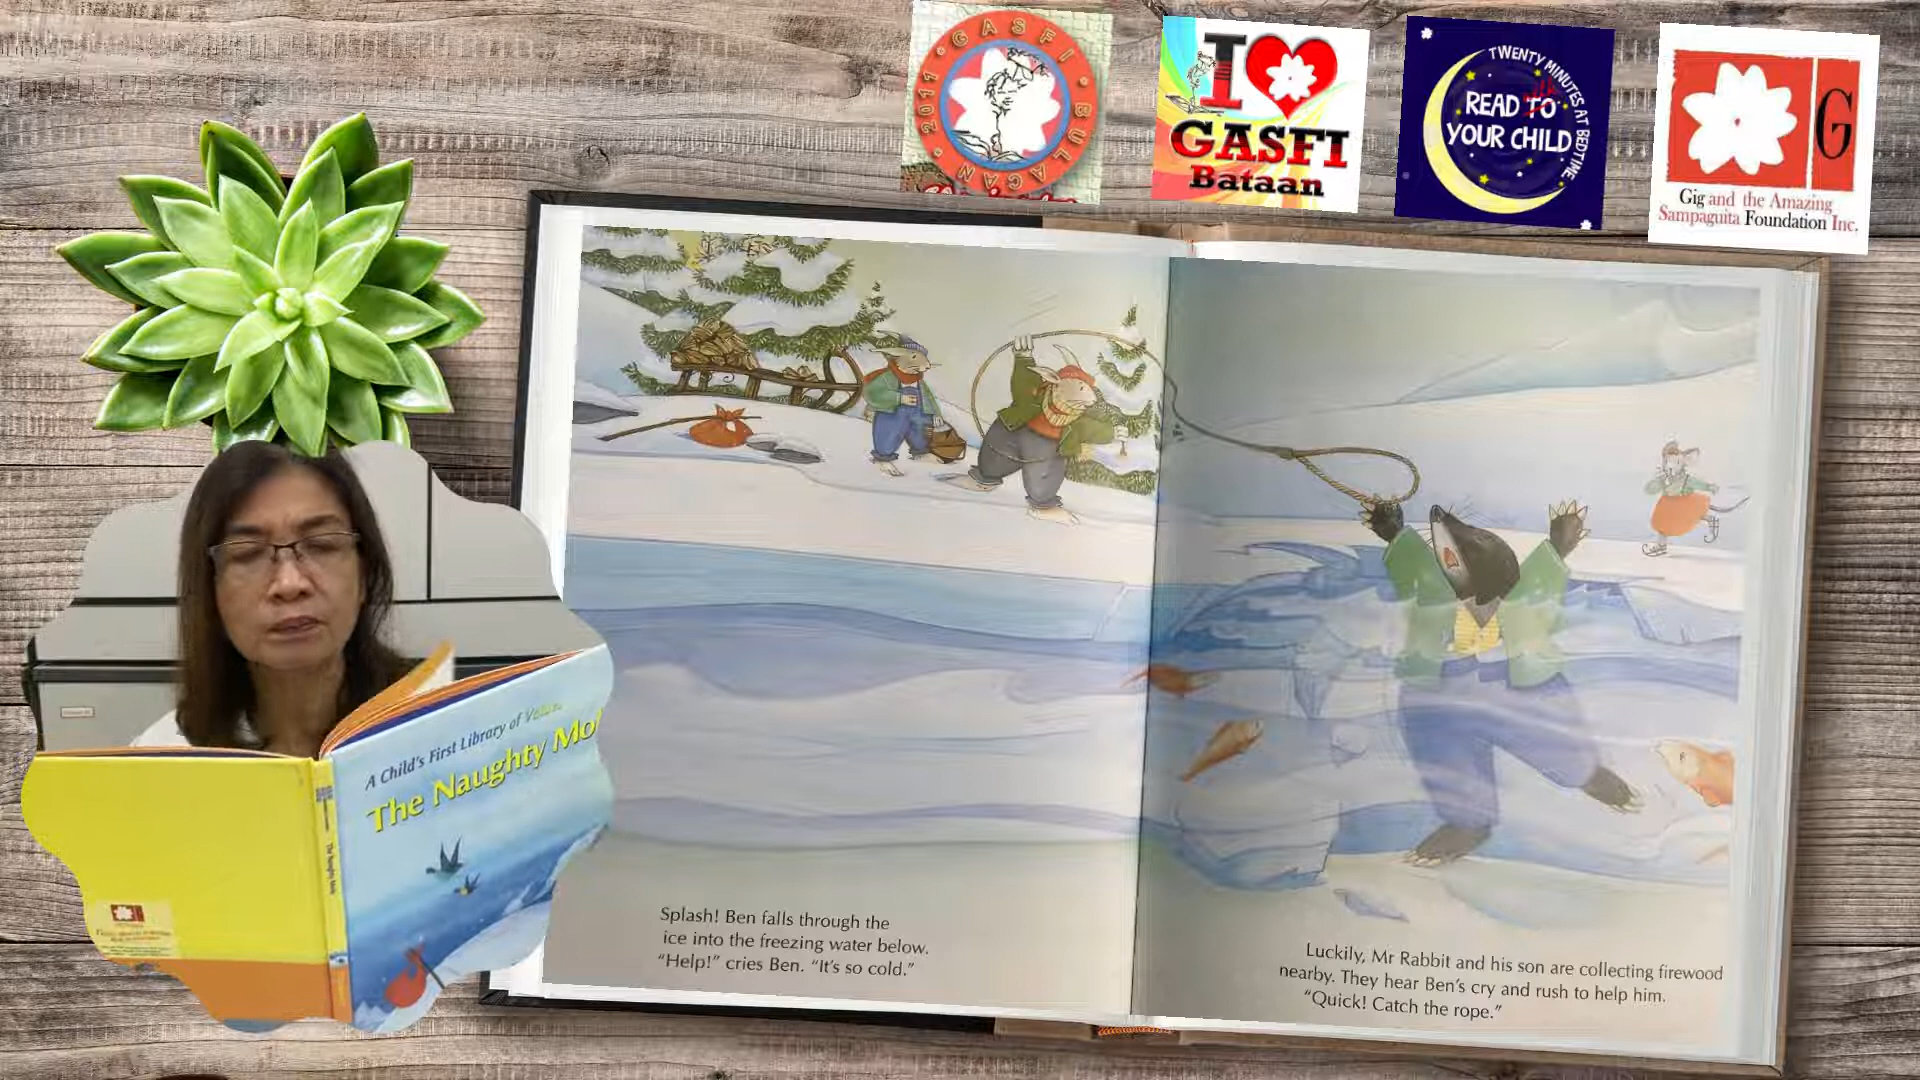 GASFI BULACAN 2011
I
GASFI
Bataan
TWENTY MINUTES AT BEDTIME
READ TO
YOUR CHILD
G
Gig and the Amazing
Sampaguita Foundation Inc.
A Child's First Library of Values
The Naughty Mo
Splash! Ben falls through the
ice into the freezing water below.
"Help!" cries Ben. "It's so cold."
Luckily, Mr Rabbit and his son are collecting firewood
nearby. They hear Ben's cry and rush to help him.
"Quick! Catch the rope."